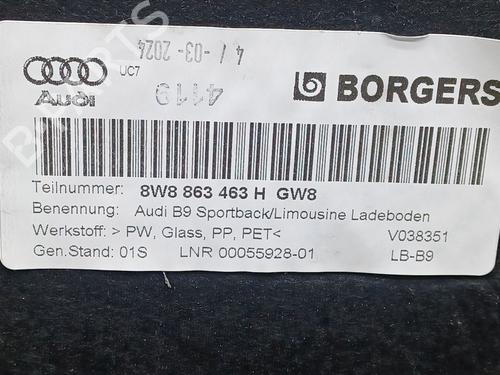 4 / -03- 2024
UC7
4119
Audi
BORGERS
Teilnummer: 8W8 863 463 H GW8
Benennung: Audi B9 Sportback/Limousine Ladeboden
Werkstoff: > PW, Glass, PP, PET< V038351
Gen.Stand: 01S LNR 00055928-01 LB-B9